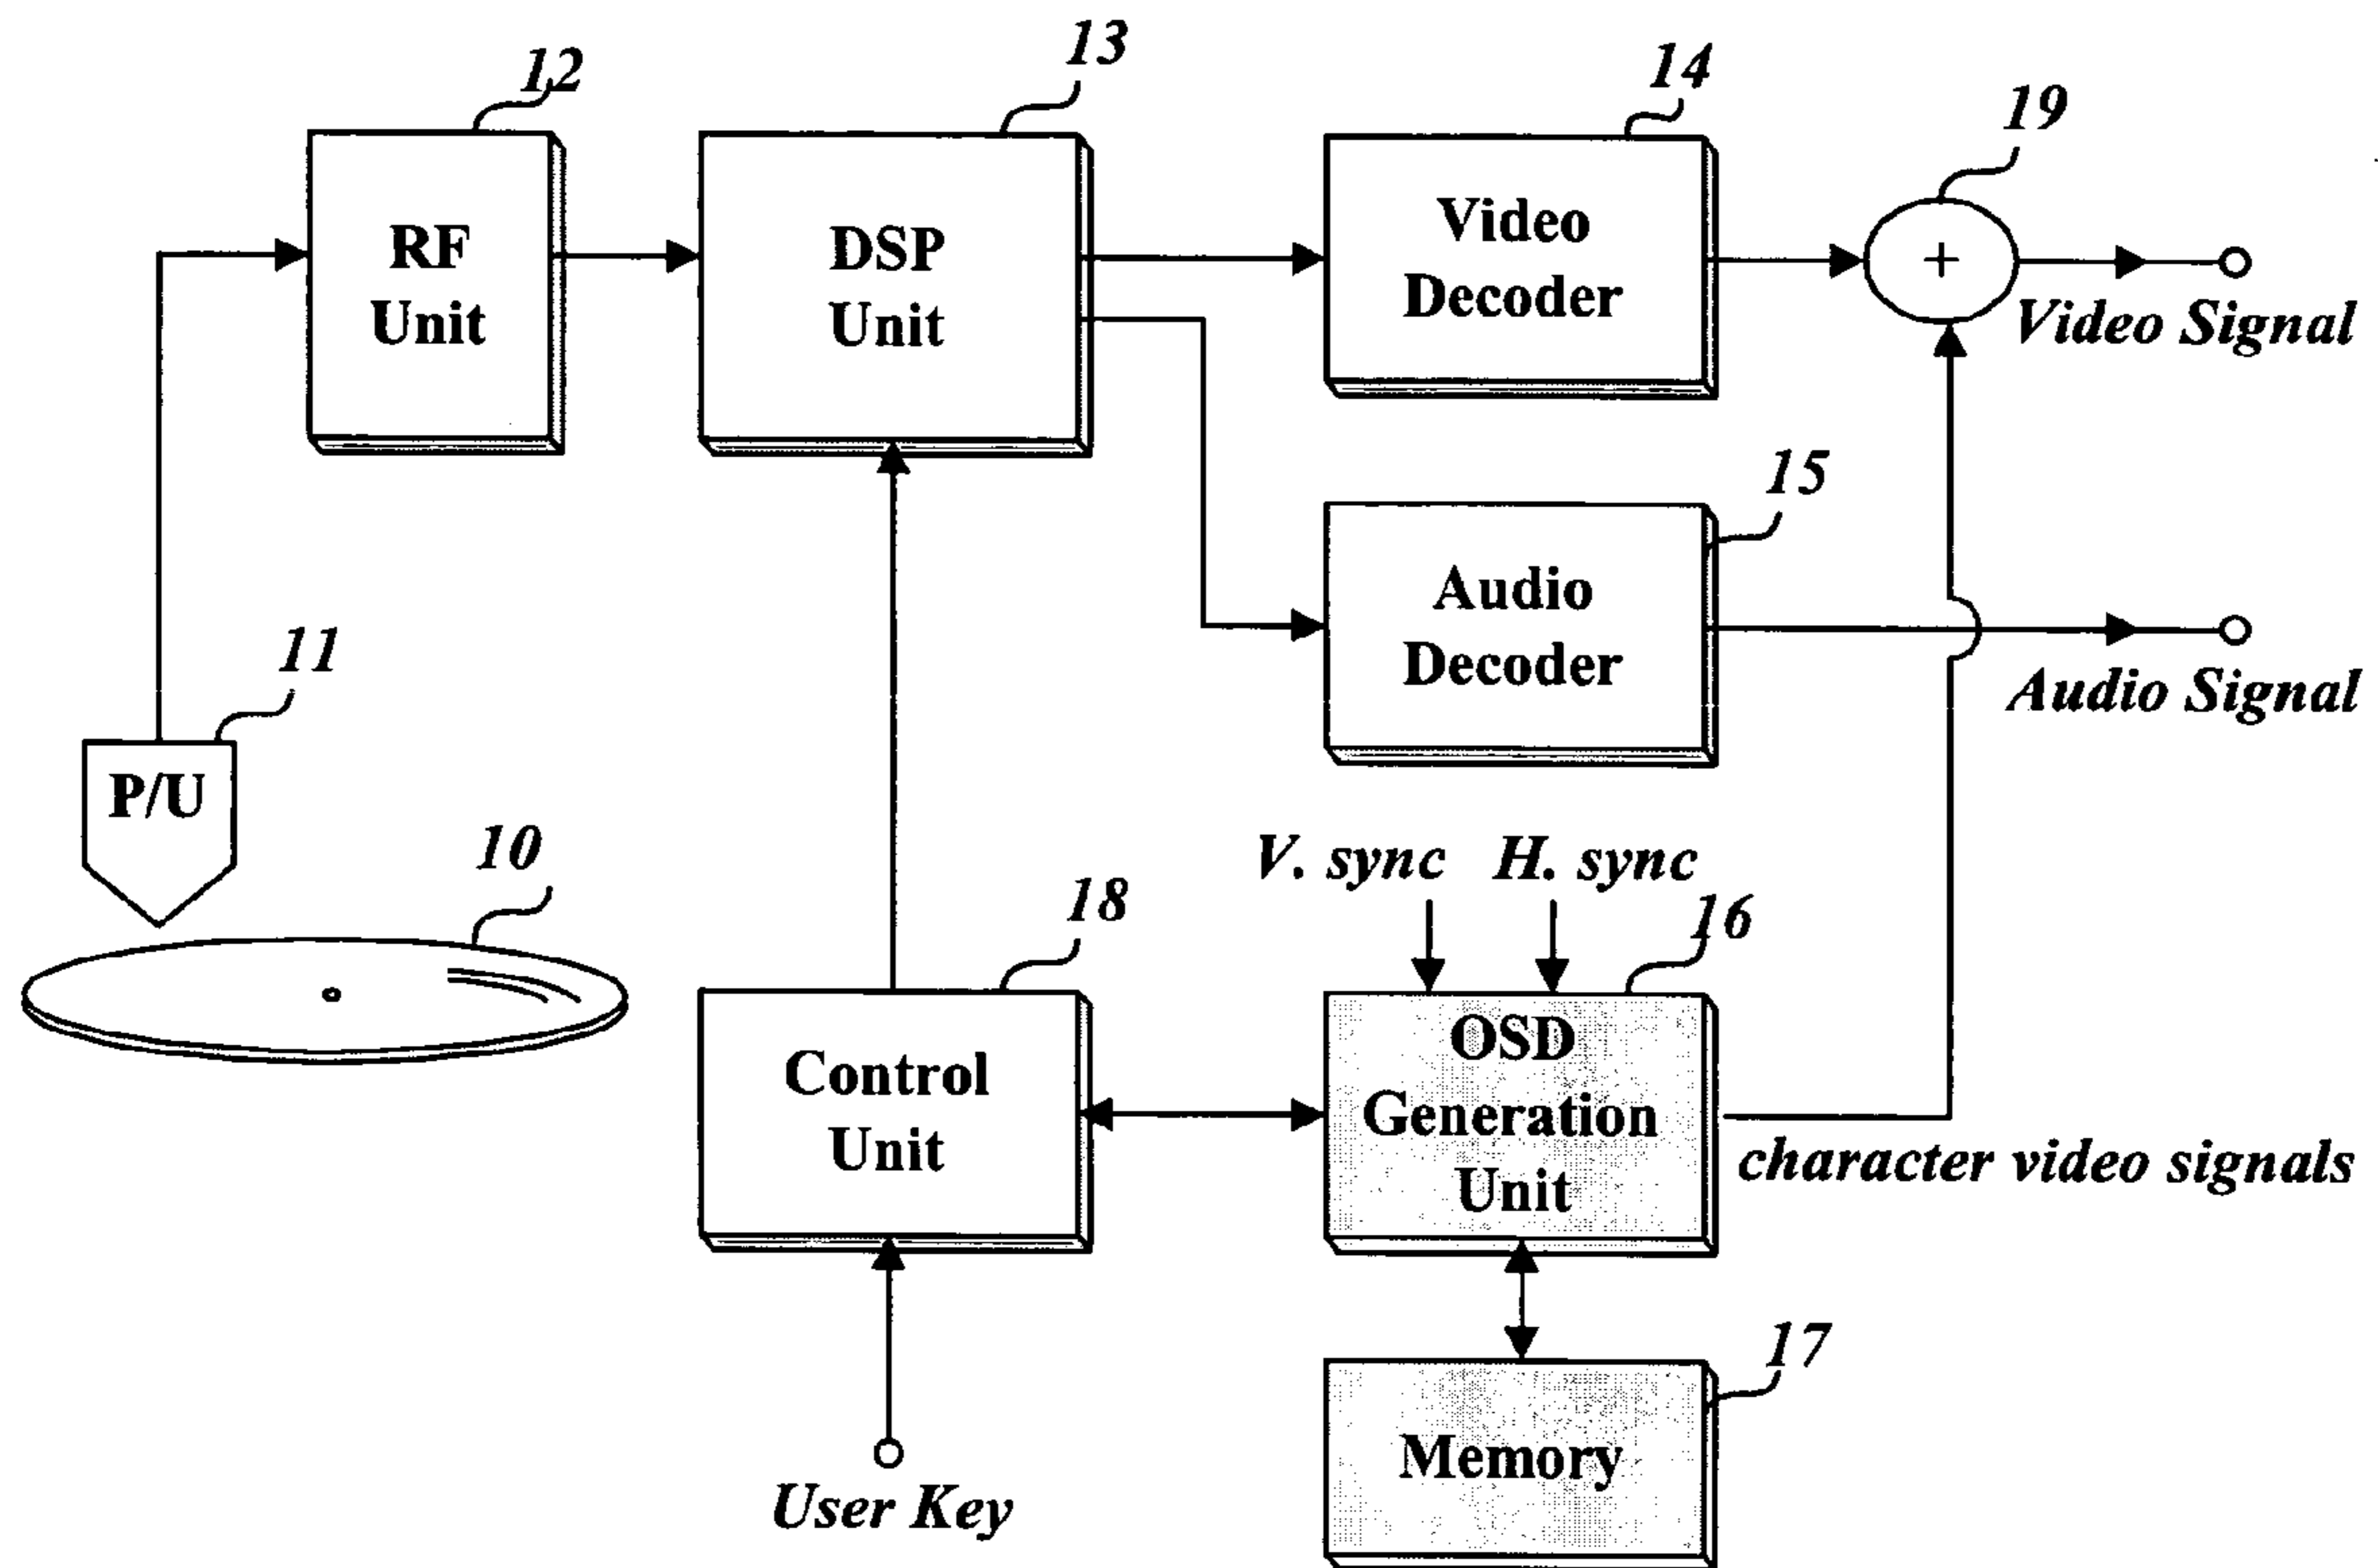 12
13
14
19
RF
Unit
DSP
Unit
Video
Decoder
+
Video Signal
15
Audio
Decoder
Audio Signal
11
P/U
10
V. sync H. sync
18
16
Control
Unit
OSD
Generation
Unit
character video signals
17
Memory
User Key